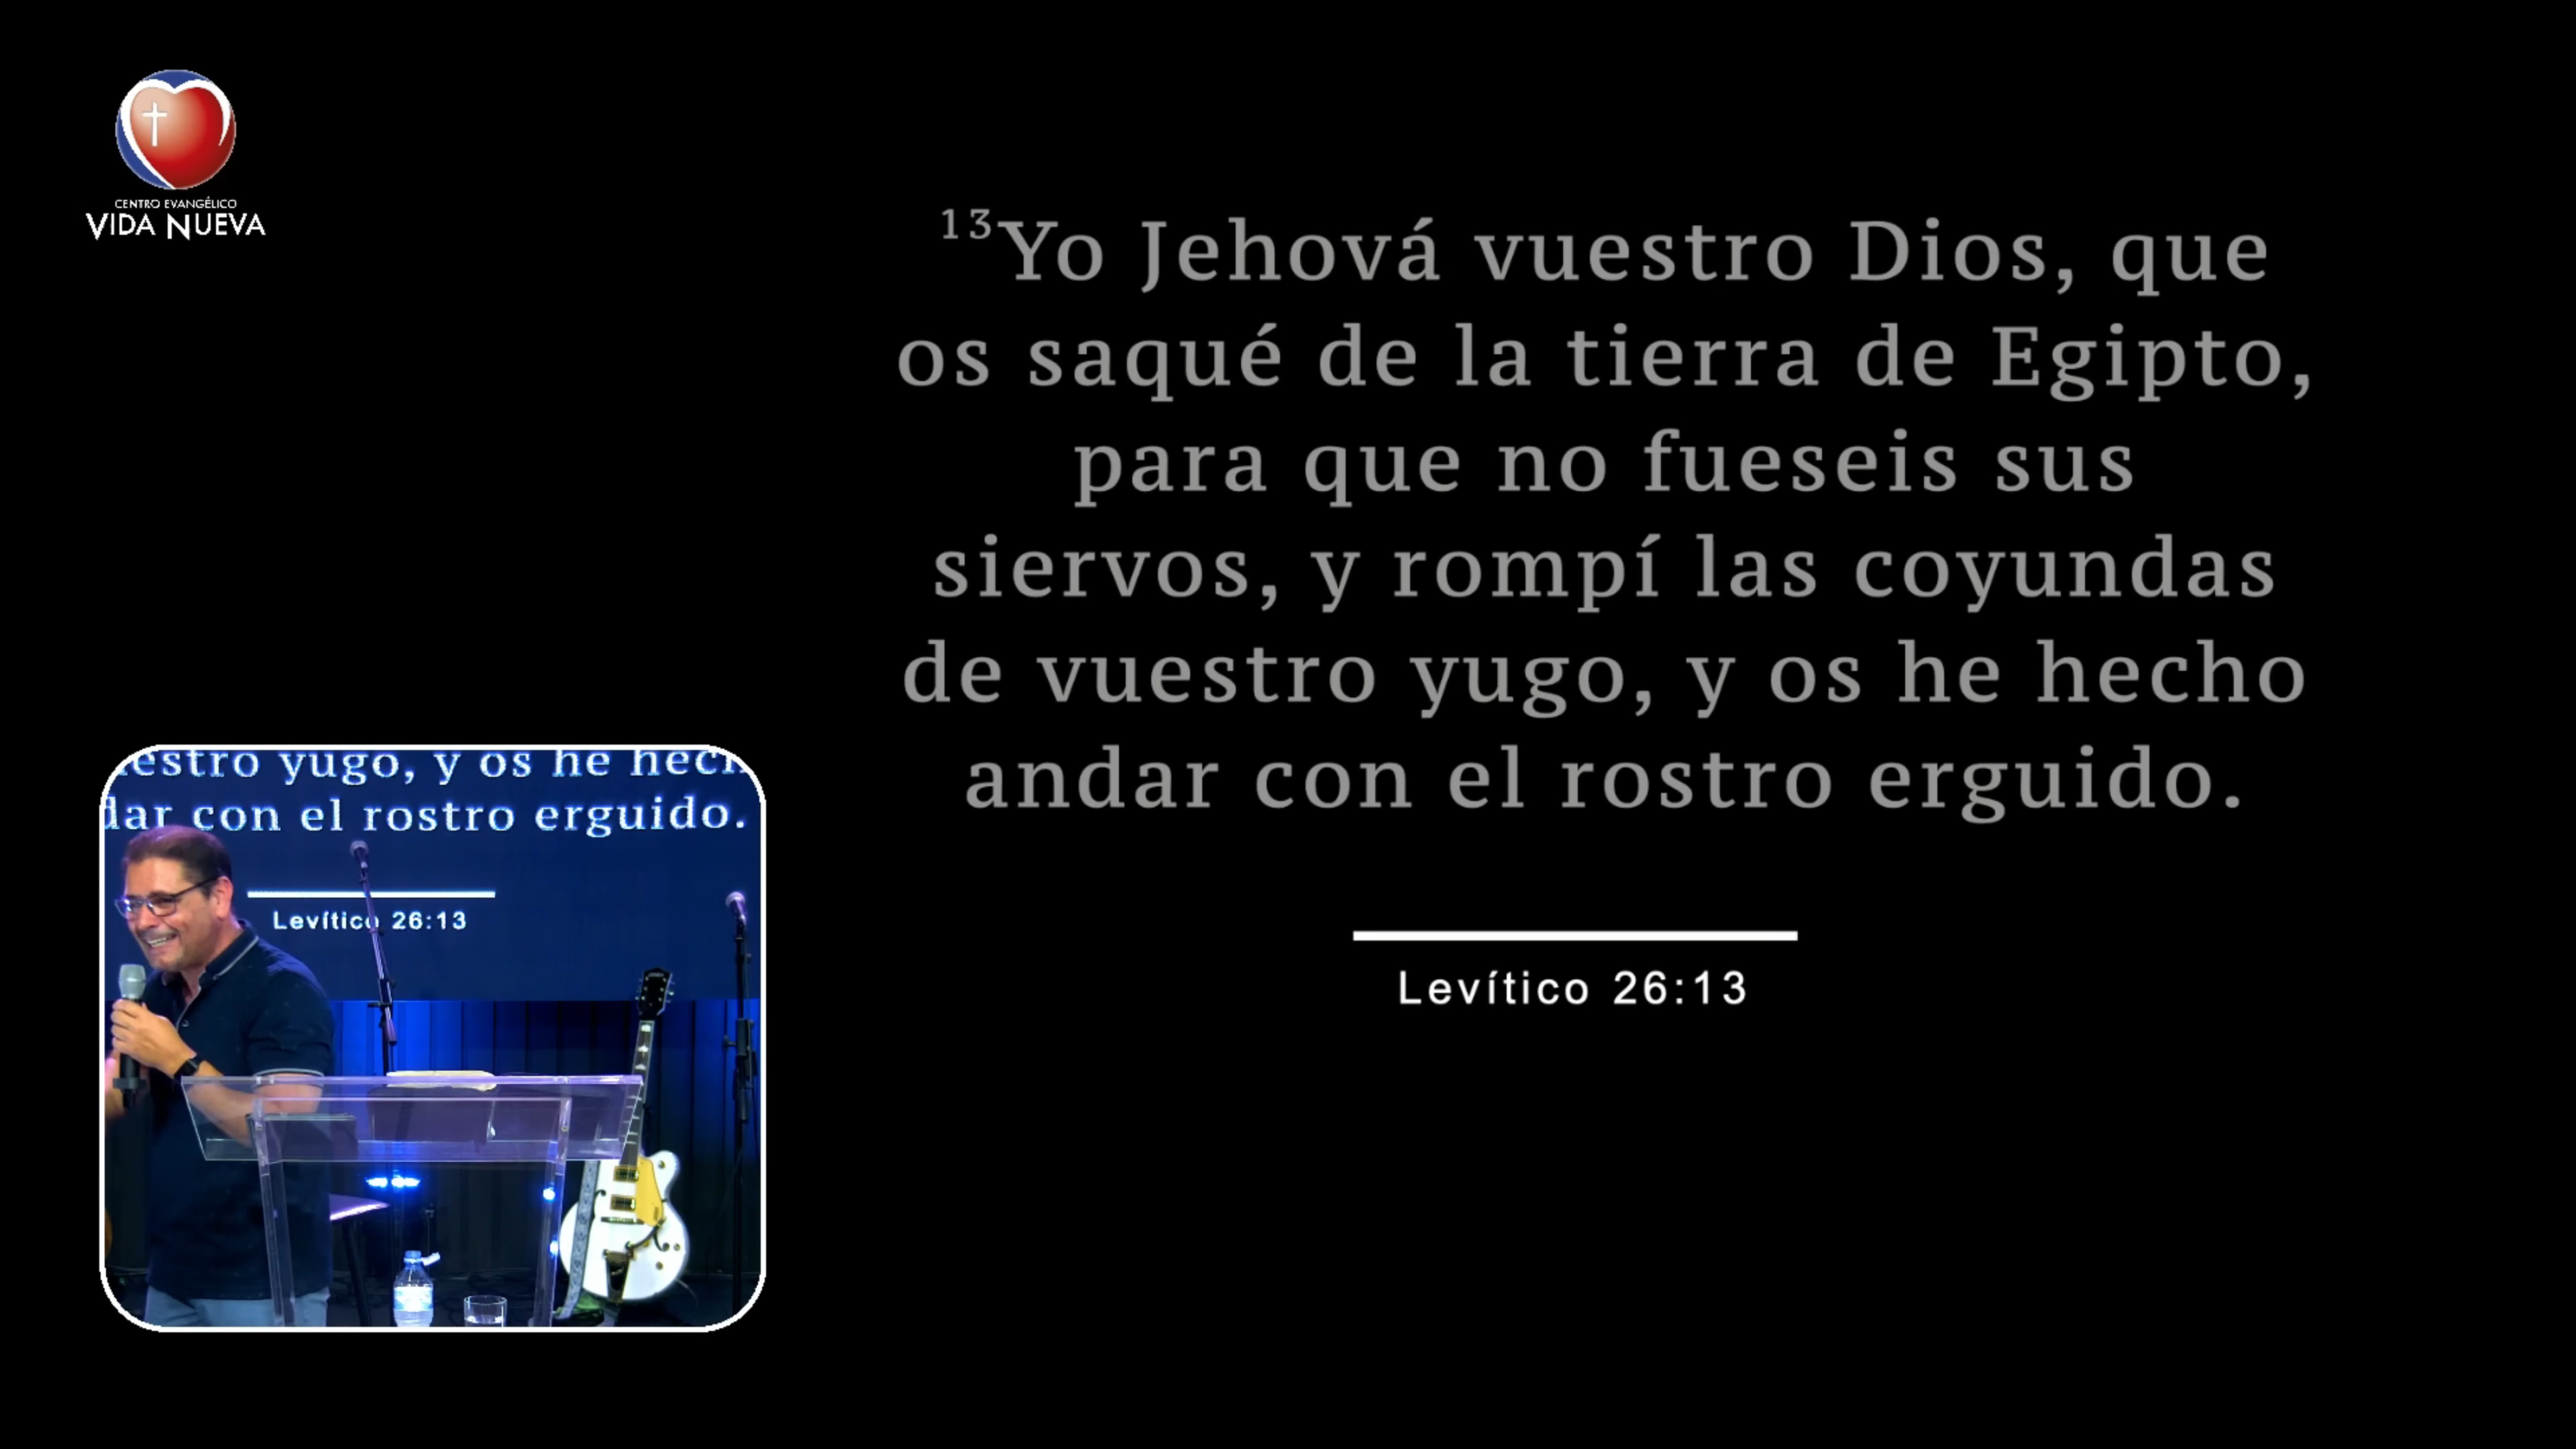 CENTRO EVANGÉLICO
VIDA NUEVA
13Yo Jehová vuestro Dios, que
os saqué de la tierra de Egipto,
para que no fueseis sus
siervos, y rompí las coyundas
de vuestro yugo, y os he hecho
andar con el rostro erguido.
Levítico 26:13
estro yugo, y os he hech
dar con el rostro erguido.
Levítico 26:13